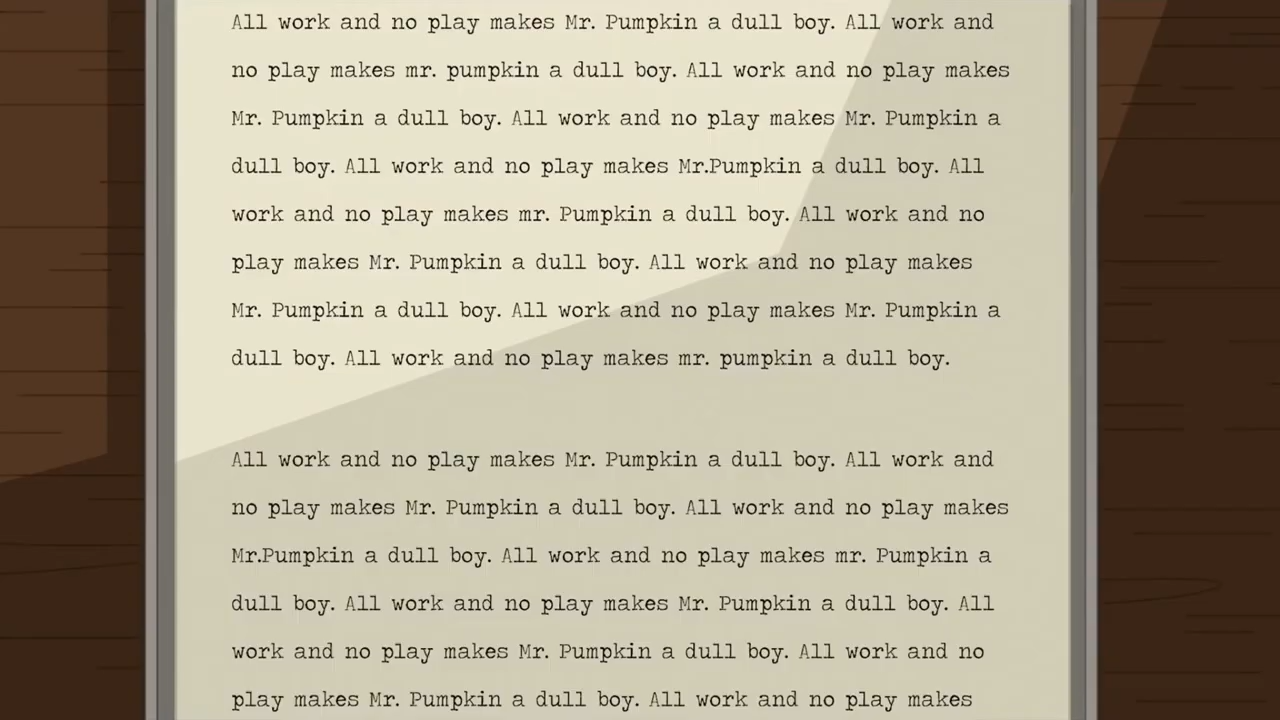 All work and no play makes Mr. Pumpkin a dull boy. All work and
no play makes mr. pumpkin a dull boy. All work and no play makes
Mr. Pumpkin a dull boy. All work and no play makes Mr. Pumpkin a
dull boy. All work and no play makes Mr.Pumpkin a dull boy. All
work and no play makes mr. Pumpkin a dull boy. All work and no
play makes Mr. Pumpkin a dull boy. All work and no play makes
Mr. Pumpkin a dull boy. All work and no play makes Mr. Pumpkin a
dull boy. All work and no play makes mr. pumpkin a dull boy.
All work and no play makes Mr. Pumpkin a dull boy. All work and
no play makes Mr. Pumpkin a dull boy. All work and no play makes
Mr.Pumpkin a dull boy. All work and no play makes mr. Pumpkin a
dull boy. All work and no play makes Mr. Pumpkin a dull boy. All
work and no play makes Mr. Pumpkin a dull boy. All work and no
play makes Mr. Pumpkin a dull boy. All work and no play makes